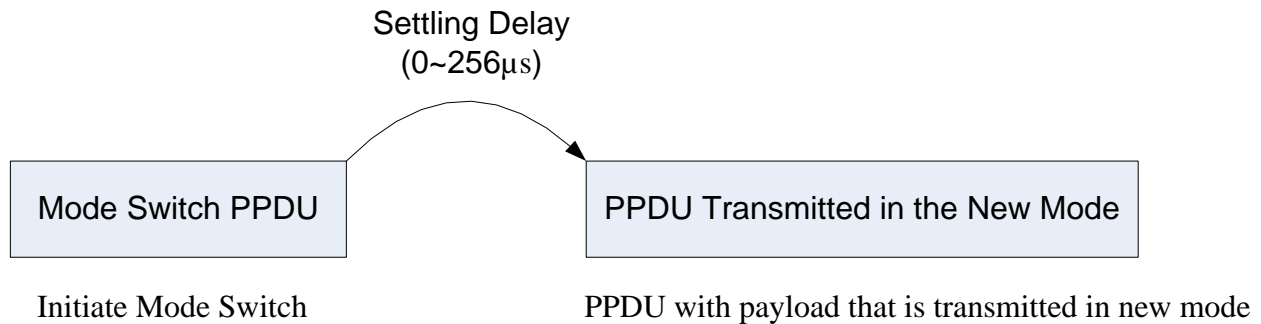 Settling Delay
(0~256µs)
Mode Switch PPDU
PPDU Transmitted in the New Mode
Initiate Mode Switch
PPDU with payload that is transmitted in new mode